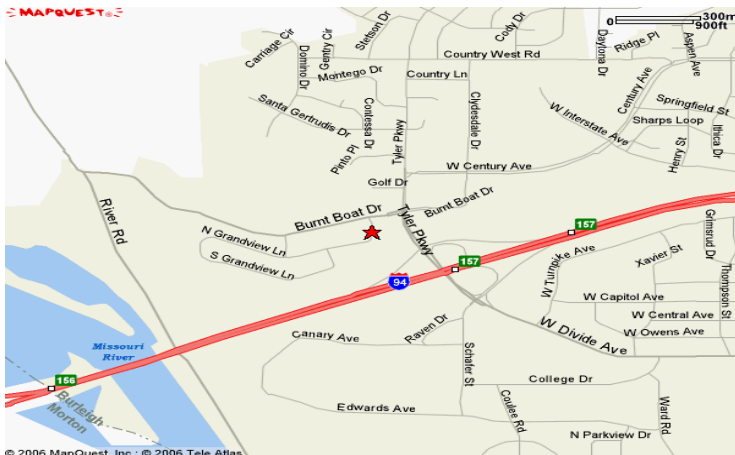 MAPQUEST
300m
900ft
Carriage Cir
Domino Dr
Gentry Cir
Stetson Dr
Cody Dr
Daytona Dr
Ridge Pl
Aspen Ave
Country West Rd
Montego Dr
Country Ln
Century Ave
Santa Gertrudis Dr
Contessa Dr
Tyler Pkwy
Clydesdale Dr
W Interstate Ave
Springfield St
Sharps Loop
Ithica Dr
Henry St
Pinto Pl
W Century Ave
Golf Dr
Burnt Boat Dr
Burnt Boat Dr
Tyler Pkwy
River Rd
N Grandview Ln
S Grandview Ln
157
157
94
Grimsrud Dr
W Turnpike Ave
Xavier St
Thompson St
W Capitol Ave
W Central Ave
W Owens Ave
W Divide Ave
Canary Ave
Raven Dr
Schafer St
Missouri
River
156
Burleigh
Morton
College Dr
Edwards Ave
Coulee Rd
Ward Rd
N Parkview Dr
© 2006 MapQuest, Inc.; © 2006 Tele Atlas